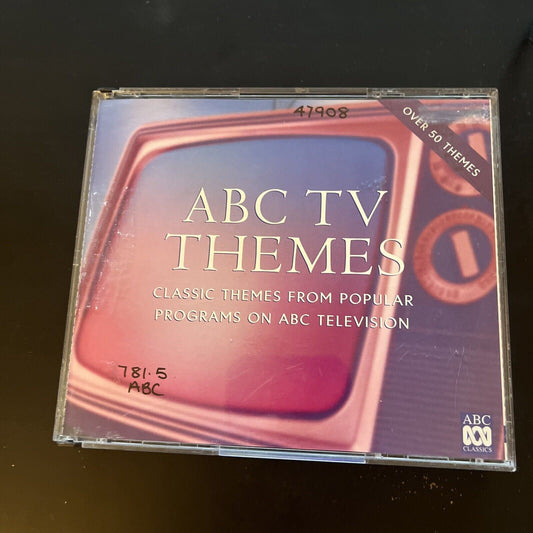 47908
OVER 50 THEMES
ABC TV
THEMES
CLASSIC THEMES FROM POPULAR
PROGRAMS ON ABC TELEVISION
781.5
ABC
ABC
CLASSICS